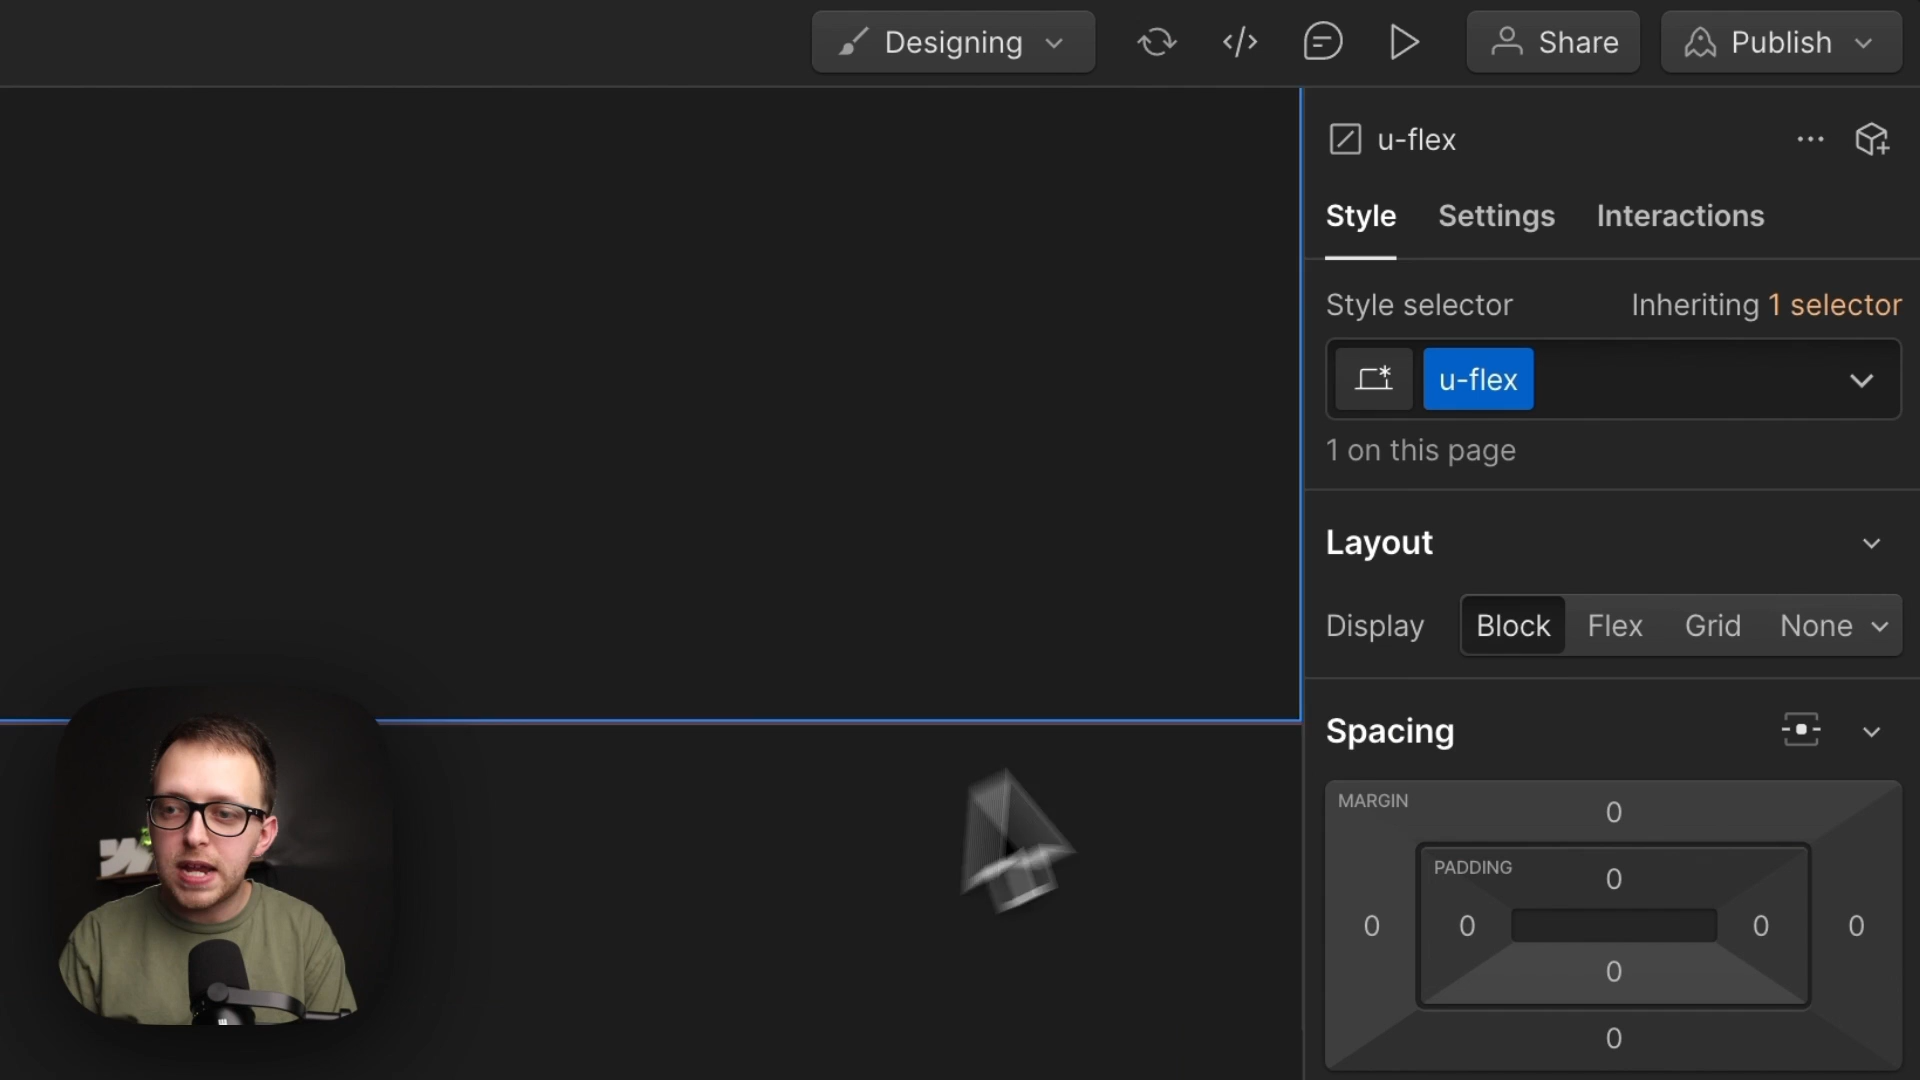 Designing
Share
Publish
u-flex
Style
Settings
Interactions
Style selector
Inheriting 1 selector
u-flex
1 on this page
Layout
Display
Block
Flex
Grid
None
Spacing
MARGIN
0
PADDING
0
0
0
0
0
0
0